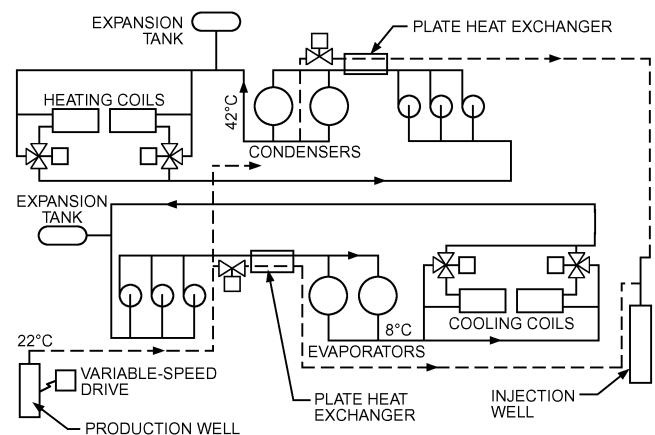 EXPANSION
TANK
PLATE HEAT EXCHANGER
HEATING COILS
42°C
CONDENSERS
EXPANSION
TANK
22°C
8°C
COOLING COILS
EVAPORATORS
VARIABLE-SPEED
DRIVE
PLATE HEAT
EXCHANGER
INJECTION
WELL
PRODUCTION WELL